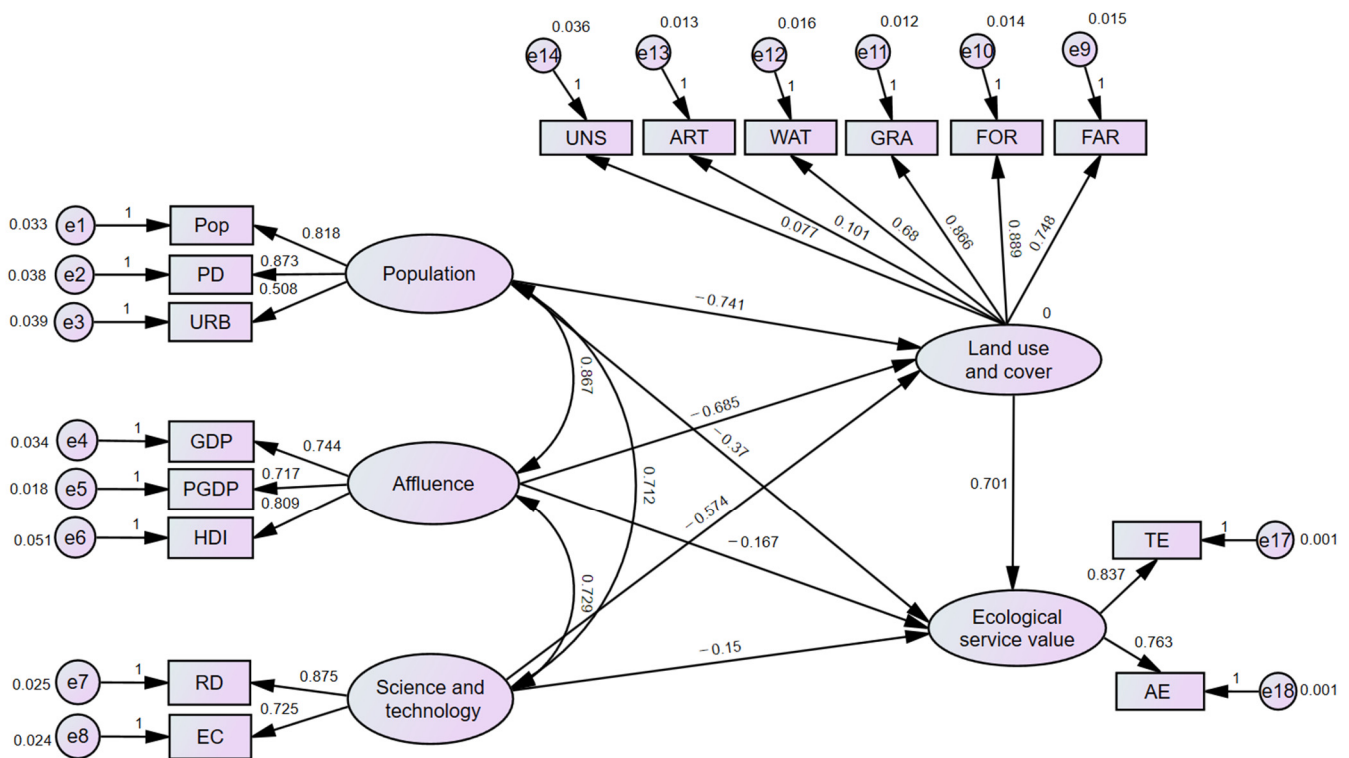 0.036
0.013
0.016
0.012
0.014
0.015
e14
e13
e12
e11
e10
e9
1
1
1
1
1
1
UNS
ART
WAT
GRA
FOR
FAR
0.077
0.101
0.68
0.866
0.889
0.748
0.033
e1
1
Pop
0.818
0.038
e2
1
PD
0.873
0.039
e3
1
URB
0.508
Population
−0.741
0
Land use
and cover
0.867
−0.685
−0.37
0.712
0.034
e4
1
GDP
0.744
0.018
e5
1
PGDP
0.717
0.051
e6
1
HDI
0.809
Affluence
−0.574
−0.167
0.701
0.729
TE
1
e17
0.001
0.837
Ecological
service value
0.763
AE
1
e18
0.001
−0.15
0.025
e7
1
RD
0.875
0.024
e8
1
EC
0.725
Science and
technology